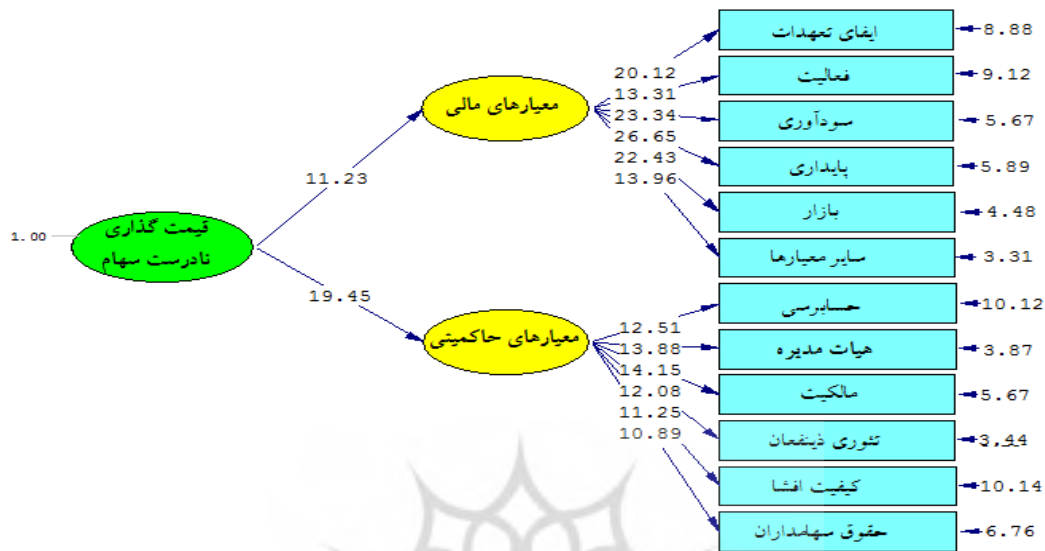 ایفای تعهدات
8.88
20.12
فعالیت
9.12
13.31
معیارهای مالی
سودآوری
5.67
23.34
26.65
پایداری
5.89
22.43
13.96
11.23
بازار
4.48
1.00
قیمت گذاری
نادرست سهام
سایر معیارها
3.31
19.45
حسابرسی
10.12
12.51
معیارهای حاکمیتی
هیات مدیره
3.87
13.88
14.15
مالکیت
5.67
12.08
11.25
تئوری ذینفعان
3.44
10.89
کیفیت افشا
10.14
حقوق سهامداران
6.76